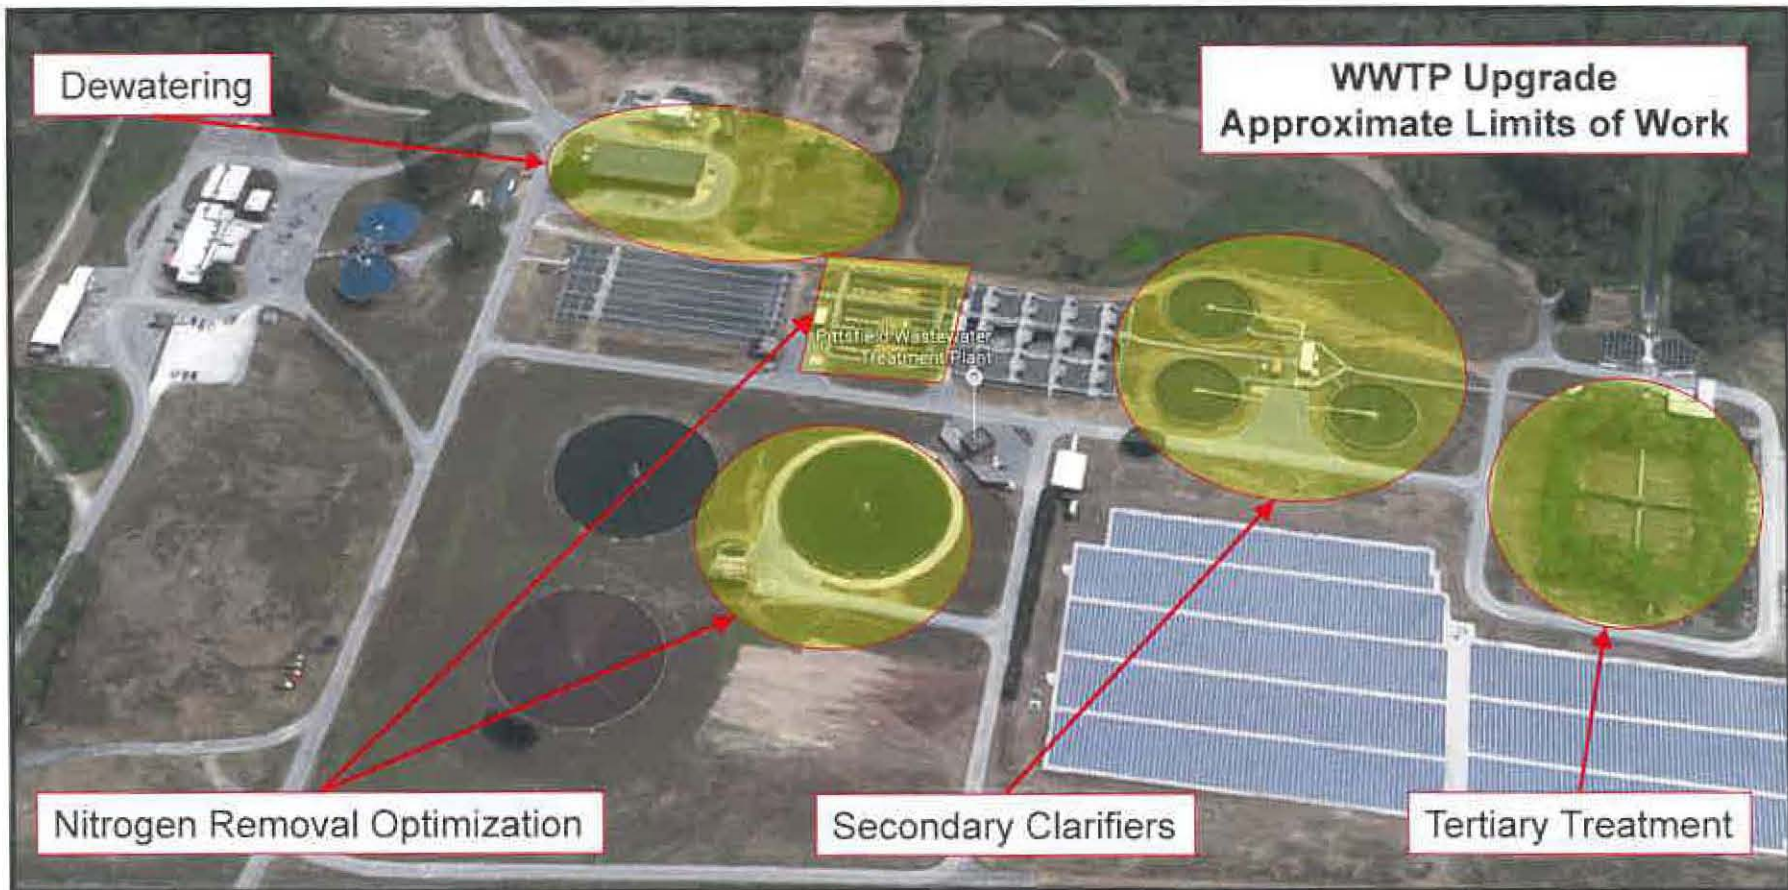 Dewatering
WWTP Upgrade
Approximate Limits of Work
Pittsfield Wastewater
Treatment Plant
Nitrogen Removal Optimization
Secondary Clarifiers
Tertiary Treatment